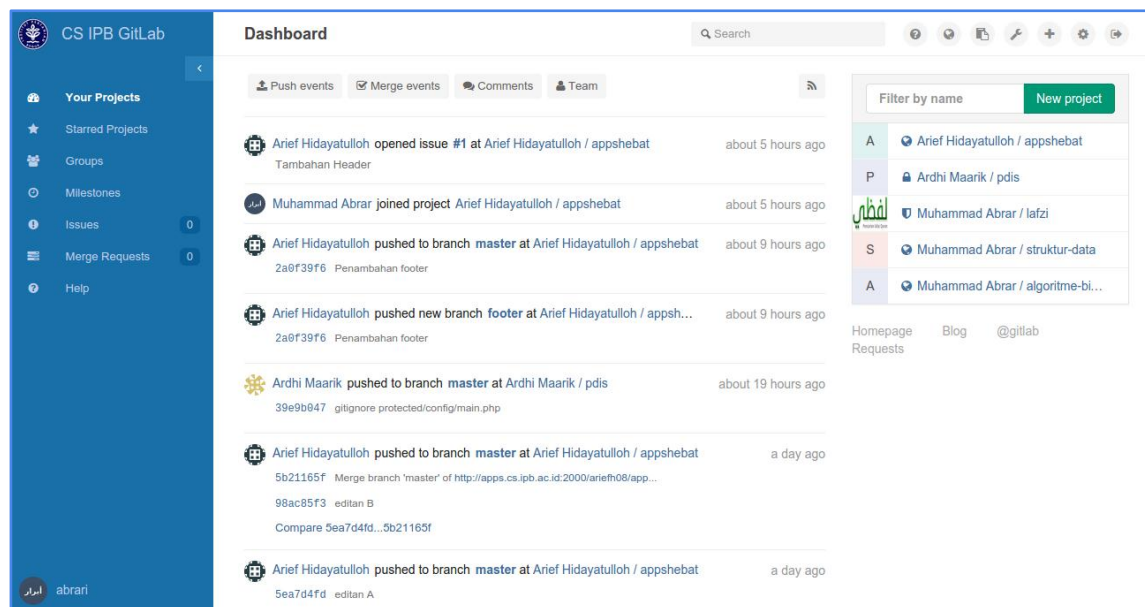 CS IPB GitLab
Your Projects
Starred Projects
Groups
Milestones
Issues 0
Merge Requests 0
Help
abrari
Dashboard
Search
Push events Merge events Comments Team
Arief Hidayatulloh opened issue #1 at Arief Hidayatulloh / appshebat about 5 hours ago
Tambahan Header
Muhammad Abrar joined project Arief Hidayatulloh / appshebat about 5 hours ago
Arief Hidayatulloh pushed to branch master at Arief Hidayatulloh / appshebat about 9 hours ago
2a0f39f6 Penambahan footer
Arief Hidayatulloh pushed new branch footer at Arief Hidayatulloh / appsh... about 9 hours ago
2a0f39f6 Penambahan footer
Ardhi Maarik pushed to branch master at Ardhi Maarik / pdis about 19 hours ago
39e9b047 gitignore protected/config/main.php
Arief Hidayatulloh pushed to branch master at Arief Hidayatulloh / appshebat a day ago
5b21165f Merge branch 'master' of http://apps.cs.ipb.ac.id:2000/ariefh08/app...
98ac85f3 editan B
Compare 5ea7d4fd...5b21165f
Arief Hidayatulloh pushed to branch master at Arief Hidayatulloh / appshebat a day ago
5ea7d4fd editan A
Filter by name New project
A Arief Hidayatulloh / appshebat
P Ardhi Maarik / pdis
لفظي Muhammad Abrar / lafzi
S Muhammad Abrar / struktur-data
A Muhammad Abrar / algoritme-bi...
Homepage Blog @gitlab
Requests